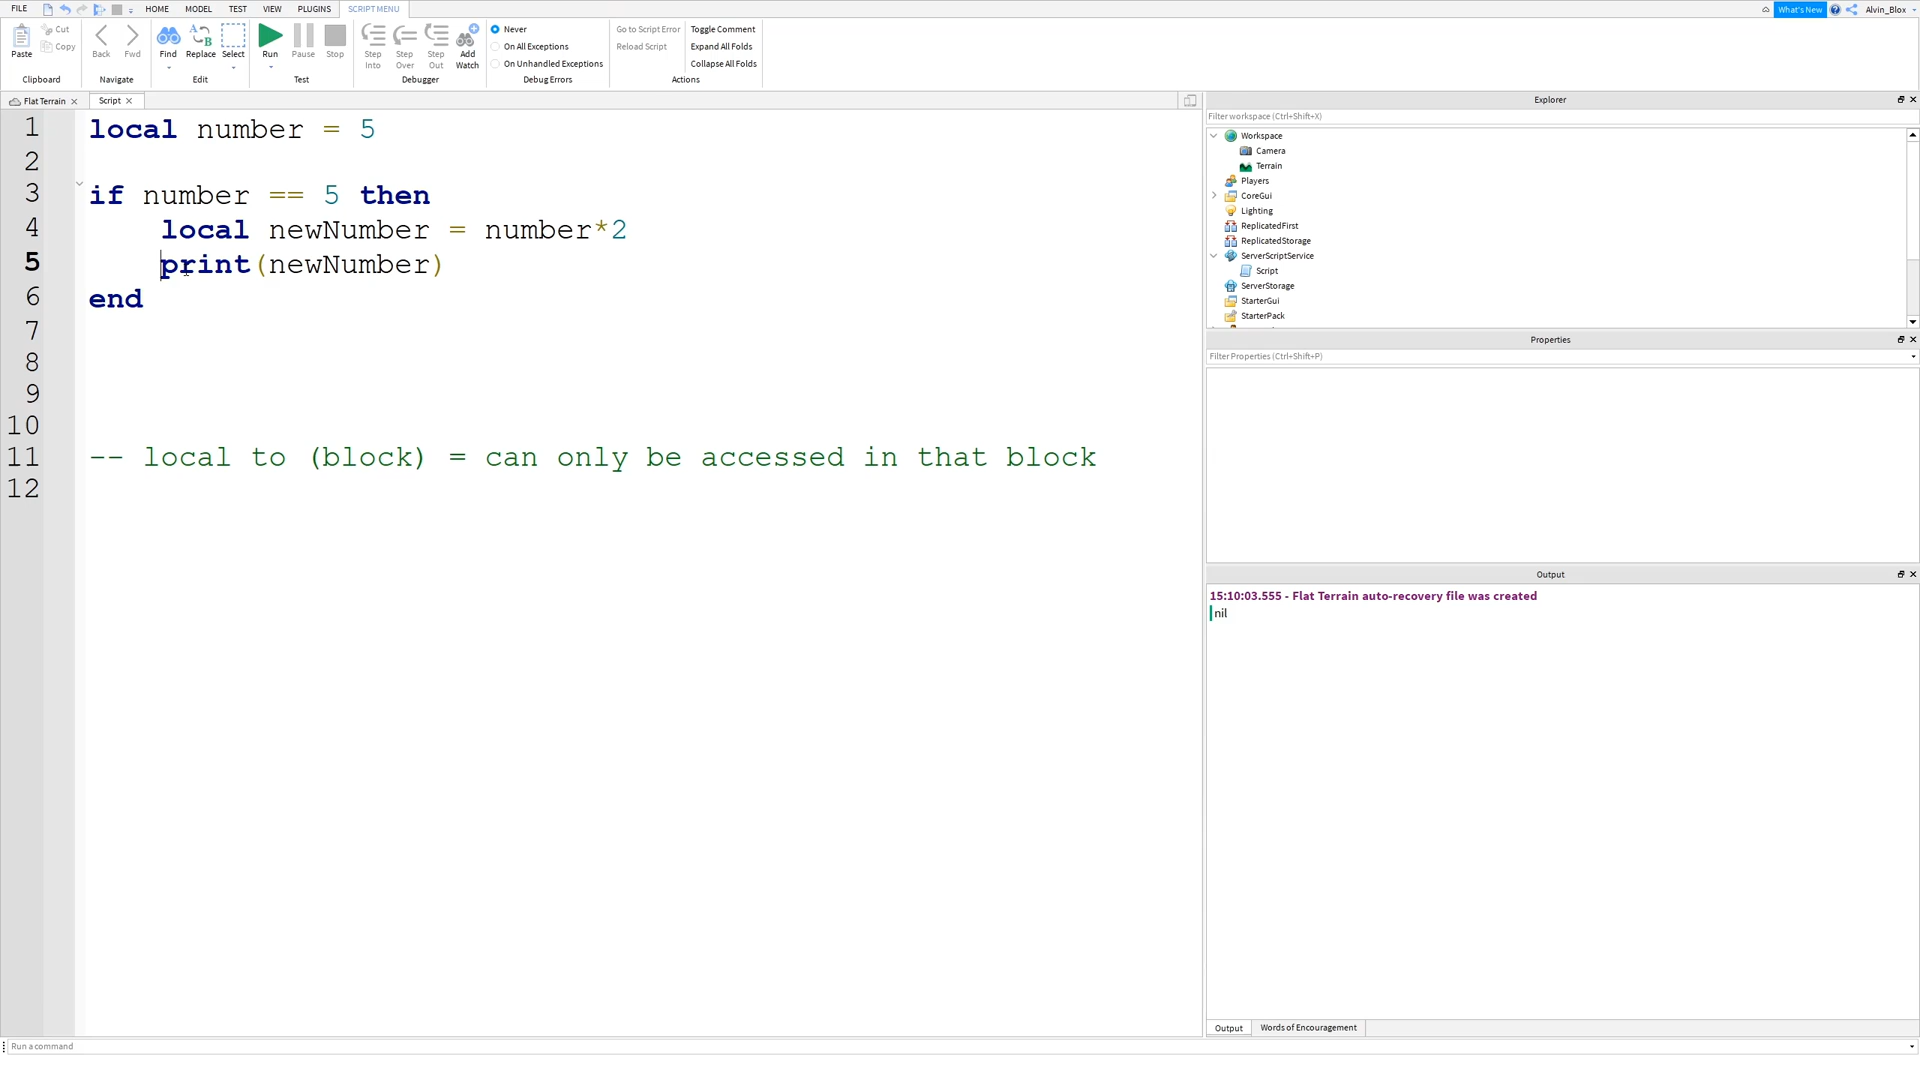 FILE HOME MODEL TEST VIEW PLUGINS SCRIPT MENU What's New Alvin_Blox
Paste Cut Copy Clipboard
Back Fwd Navigate
Find Replace Select Edit
Run Pause Stop Test
Step Into Step Over Step Out Add Watch Debugger
Never
On All Exceptions
On Unhandled Exceptions
Debug Errors
Go to Script Error
Reload Script
Toggle Comment
Expand All Folds
Collapse All Folds
Actions
Flat Terrain Script
1 local number = 5
2
3 if number == 5 then
4 local newNumber = number*2
5 print(newNumber)
6 end
7
8
9
10
11 -- local to (block) = can only be accessed in that block
12
Explorer
Filter workspace (Ctrl+Shift+X)
Workspace
Camera
Terrain
Players
CoreGui
Lighting
ReplicatedFirst
ReplicatedStorage
ServerScriptService
Script
ServerStorage
StarterGui
StarterPack
Properties
Filter Properties (Ctrl+Shift+P)
Output
15:10:03.555 - Flat Terrain auto-recovery file was created
nil
Output Words of Encouragement
Run a command